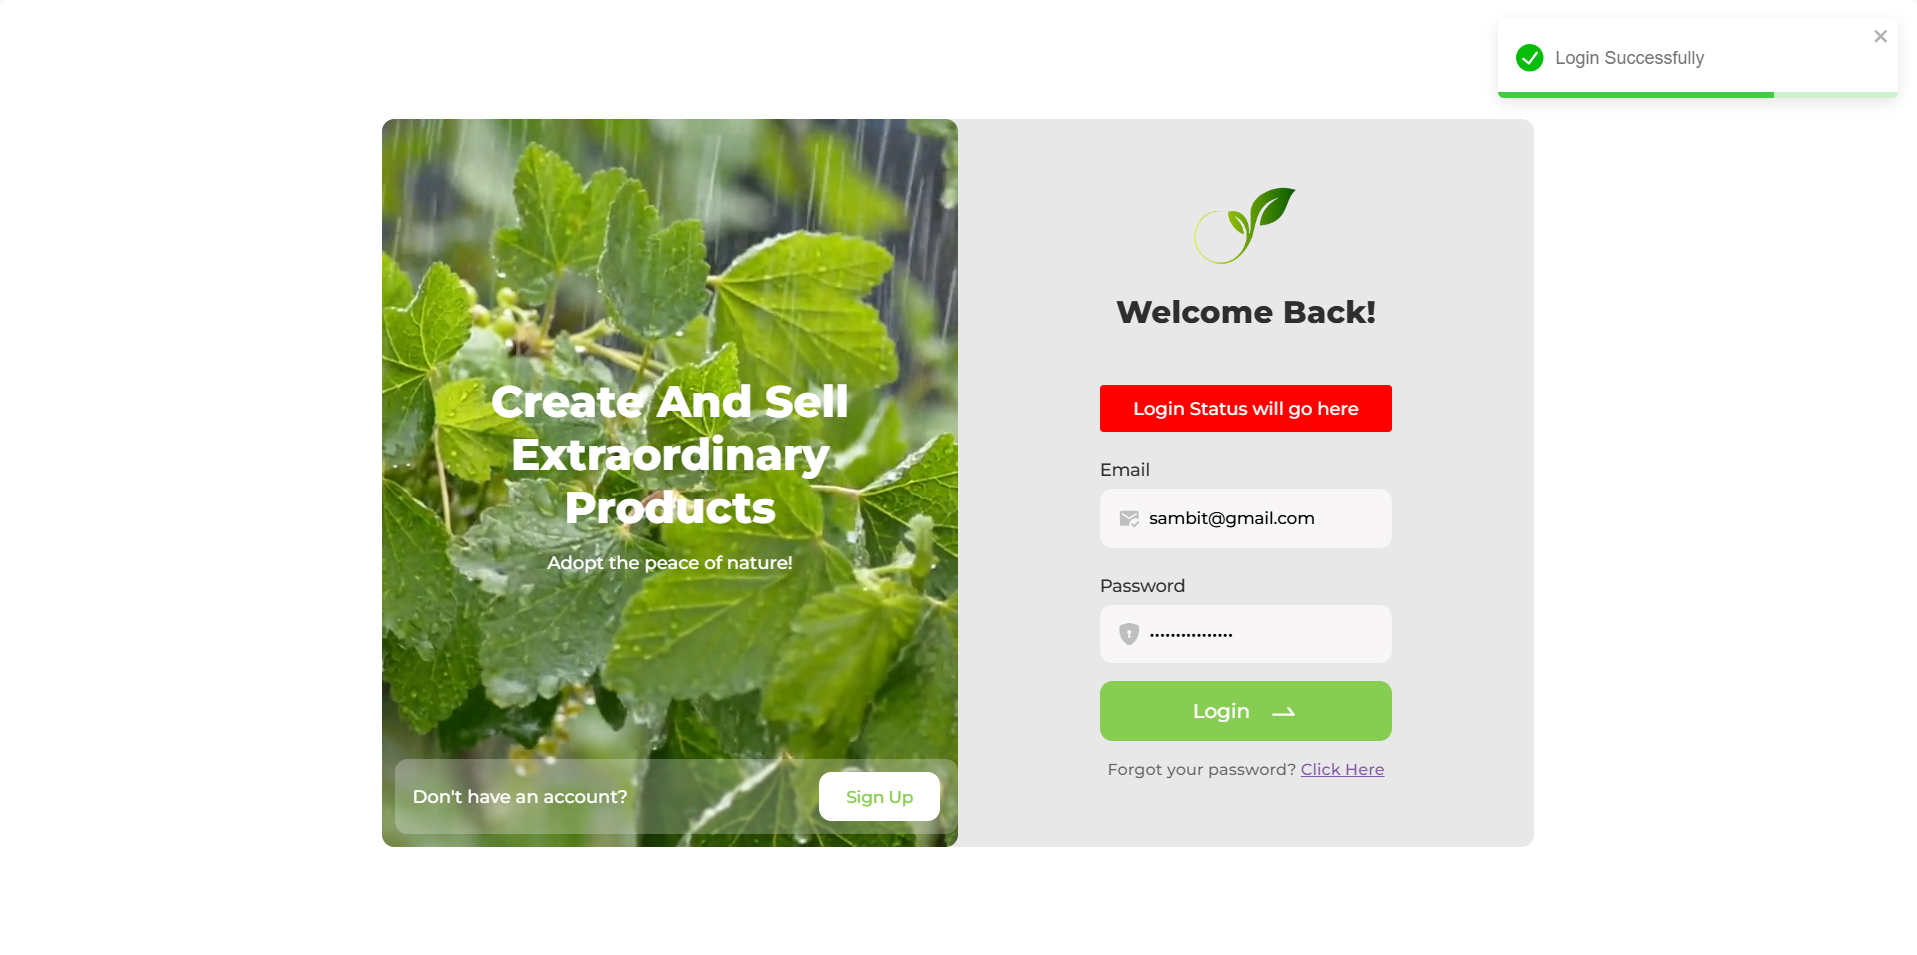 Login Successfully
Create And Sell
Extraordinary
Products
Adopt the peace of nature!
Don't have an account?
Sign Up
Welcome Back!
Login Status will go here
Email
sambit@gmail.com
Password
••••••••••••••••
Login
Forgot your password? Click Here